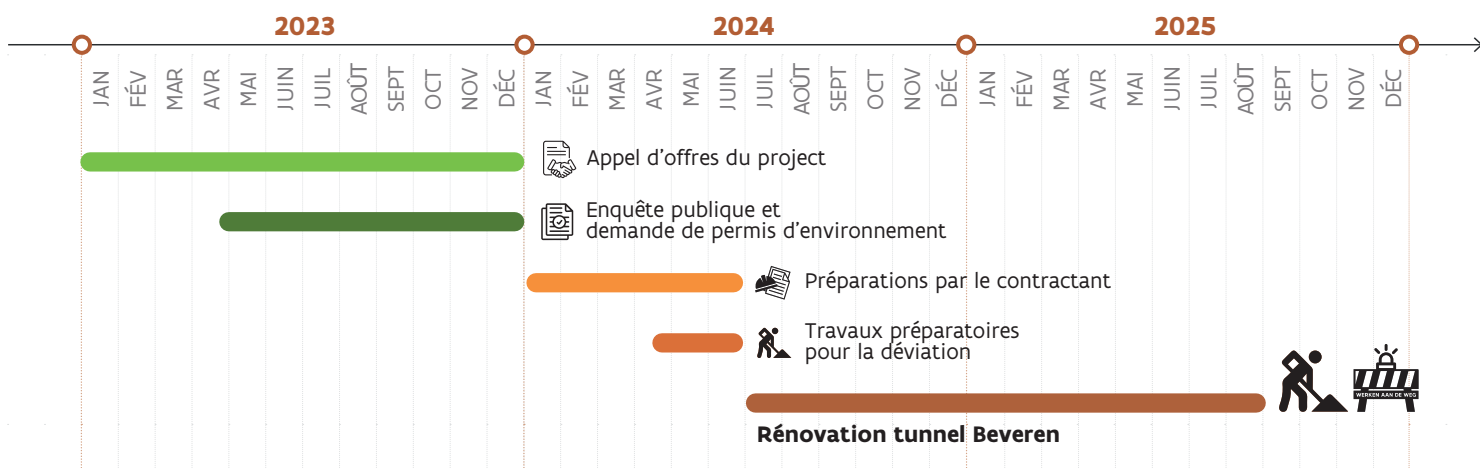 2023
2024
2025
JAN
FÉV
MAR
AVR
MAI
JUIN
JUIL
AOÛT
SEPT
OCT
NOV
DÉC
JAN
FÉV
MAR
AVR
MAI
JUIN
JUIL
AOÛT
SEPT
OCT
NOV
DÉC
JAN
FÉV
MAR
AVR
MAI
JUIN
JUIL
AOÛT
SEPT
OCT
NOV
DÉC
Appel d'offres du project
Enquête publique et
demande de permis d'environnement
Préparations par le contractant
Travaux préparatoires
pour la déviation
WERKEN AAN DE WEG
Rénovation tunnel Beveren